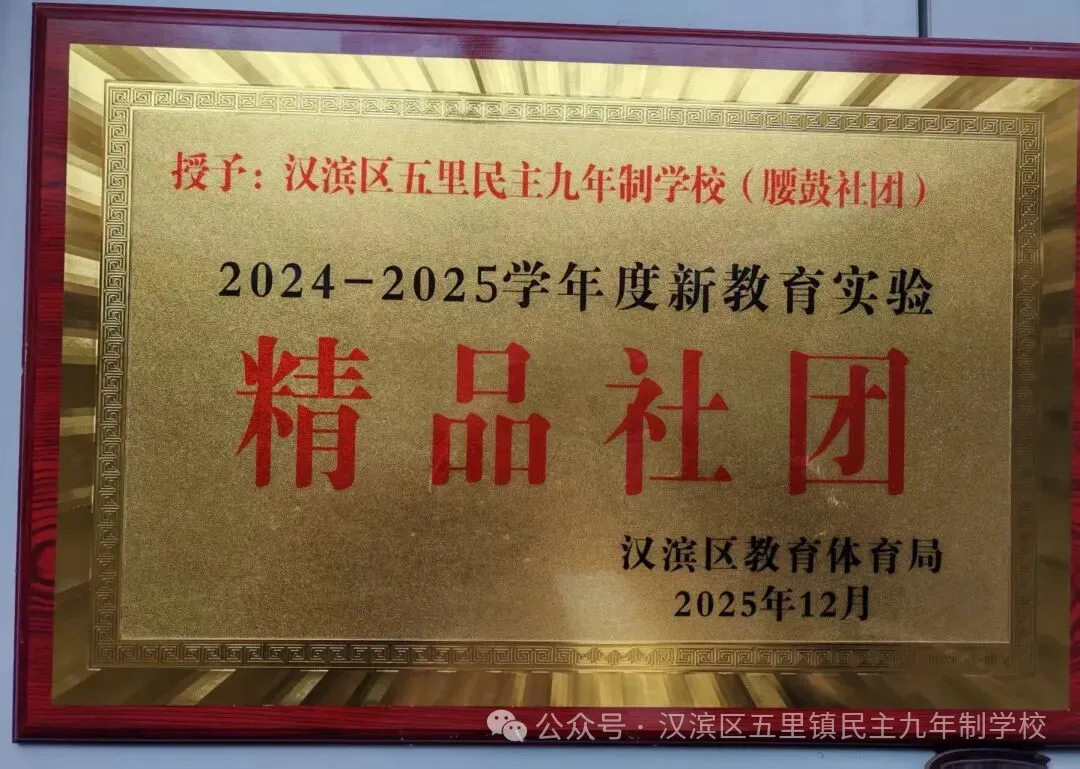 授予：汉滨区五里民主九年制学校（腰鼓社团）
2024-2025学年度新教育实验
精品社团
汉滨区教育体育局
2025年12月
公众号·汉滨区五里镇民主九年制学校